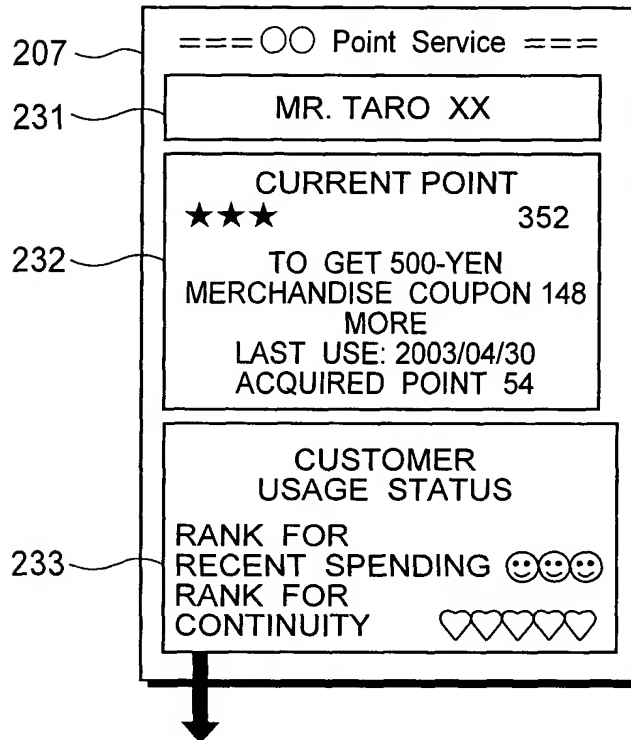 ===○○ Point Service ===
207
231
MR. TARO XX
CURRENT POINT
★★★ 352
232
TO GET 500-YEN
MERCHANDISE COUPON 148
MORE
LAST USE: 2003/04/30
ACQUIRED POINT 54
CUSTOMER
USAGE STATUS
RANK FOR
233
RECENT SPENDING ☺☺☺
RANK FOR
CONTINUITY ♡♡♡♡♡